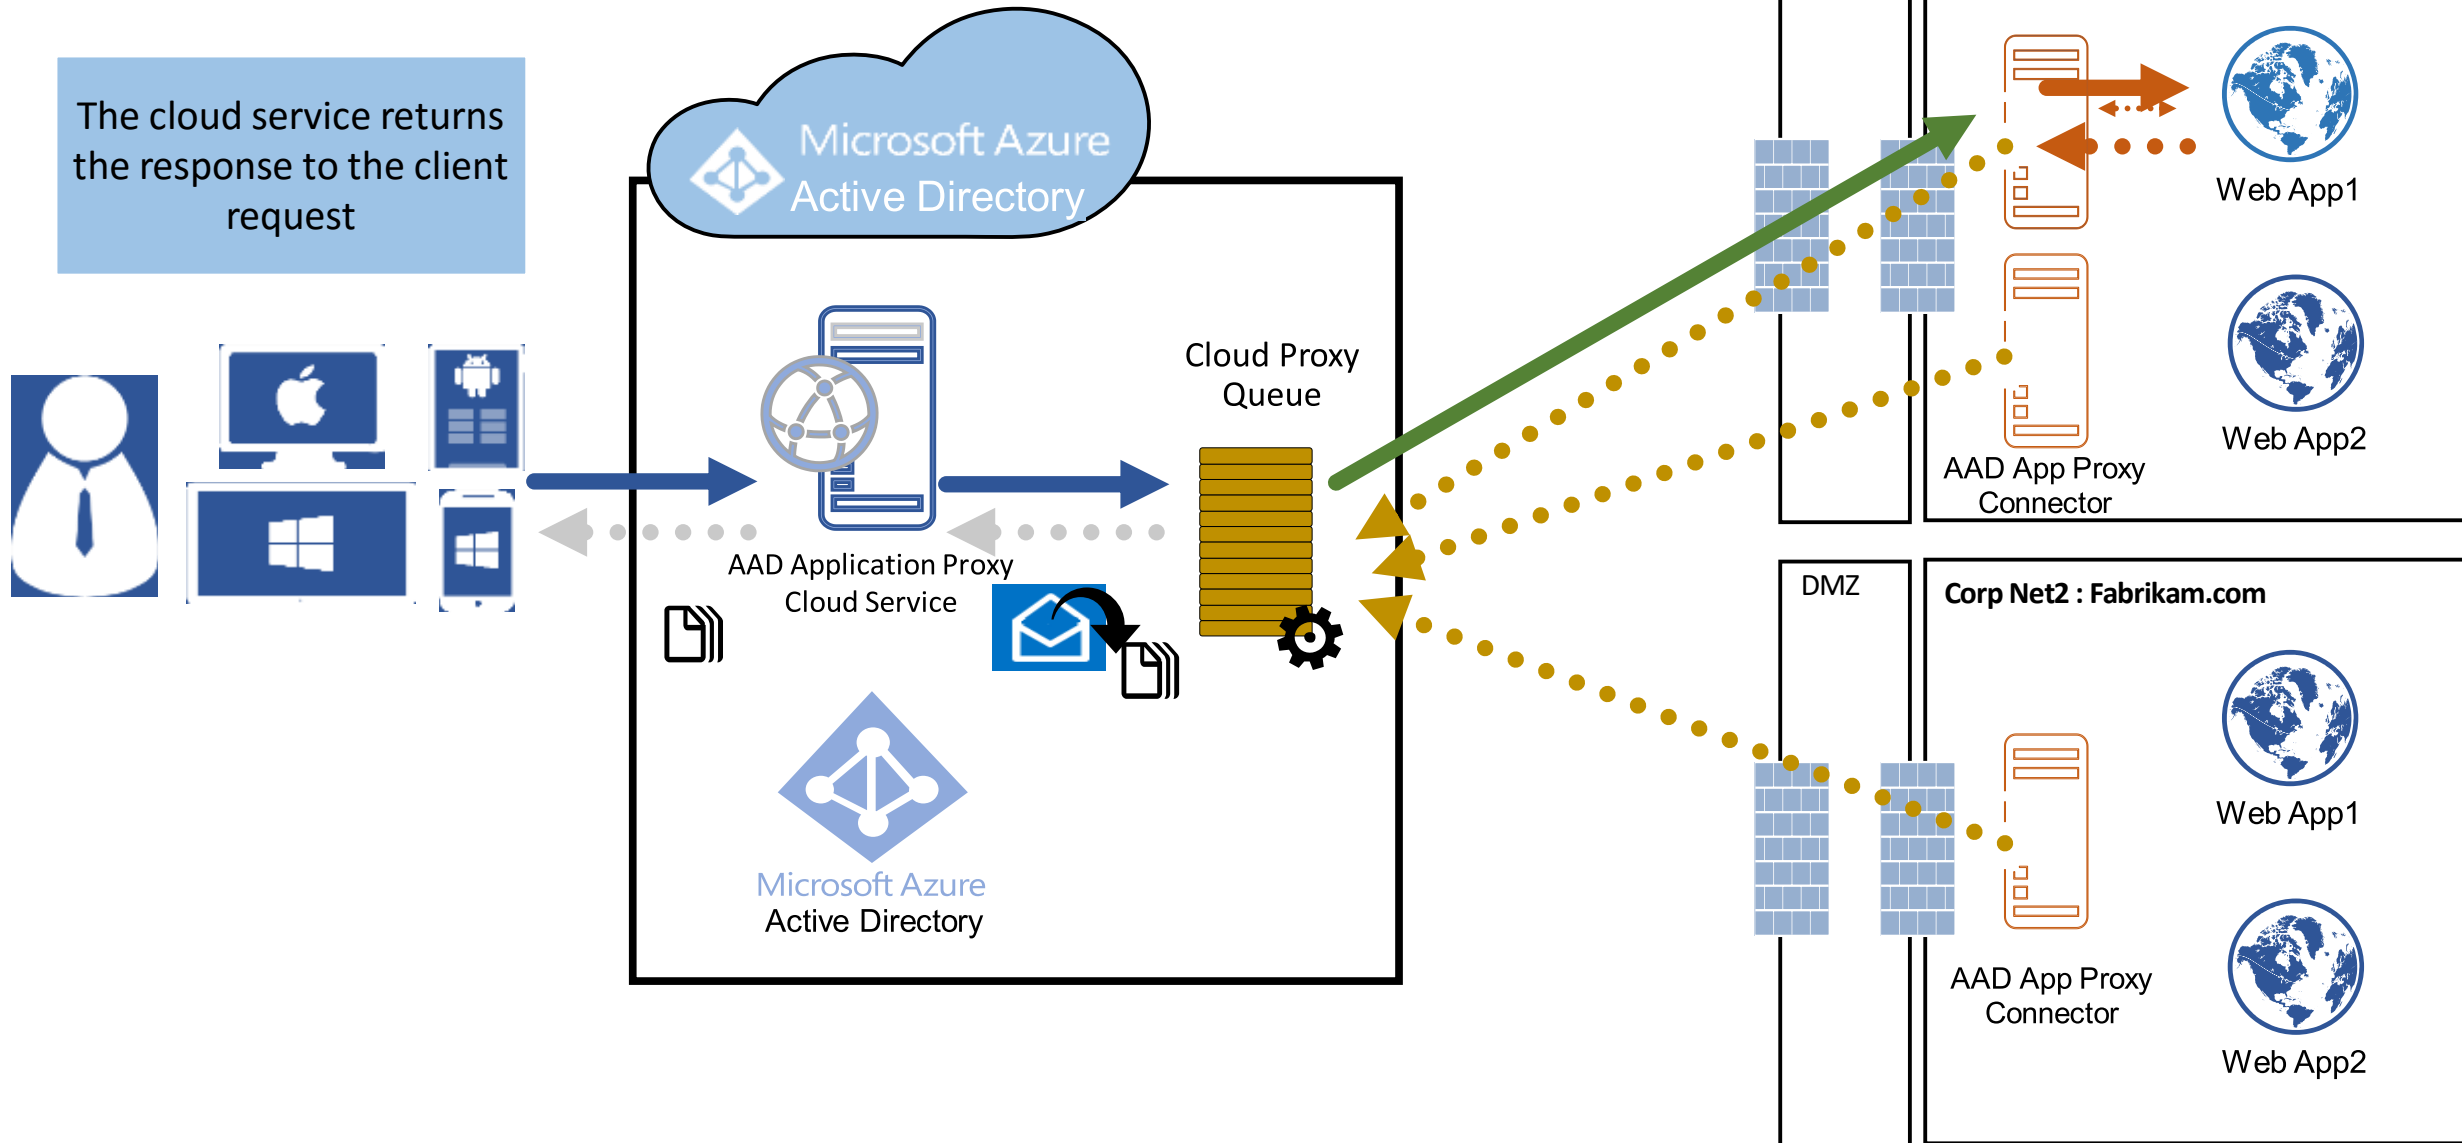 The cloud service returns
the response to the client
request
Microsoft Azure
Active Directory
Cloud Proxy
Queue
AAD Application Proxy
Cloud Service
Microsoft Azure
Active Directory
Web App1
Web App2
AAD App Proxy
Connector
DMZ
Corp Net2 : Fabrikam.com
Web App1
AAD App Proxy
Connector
Web App2